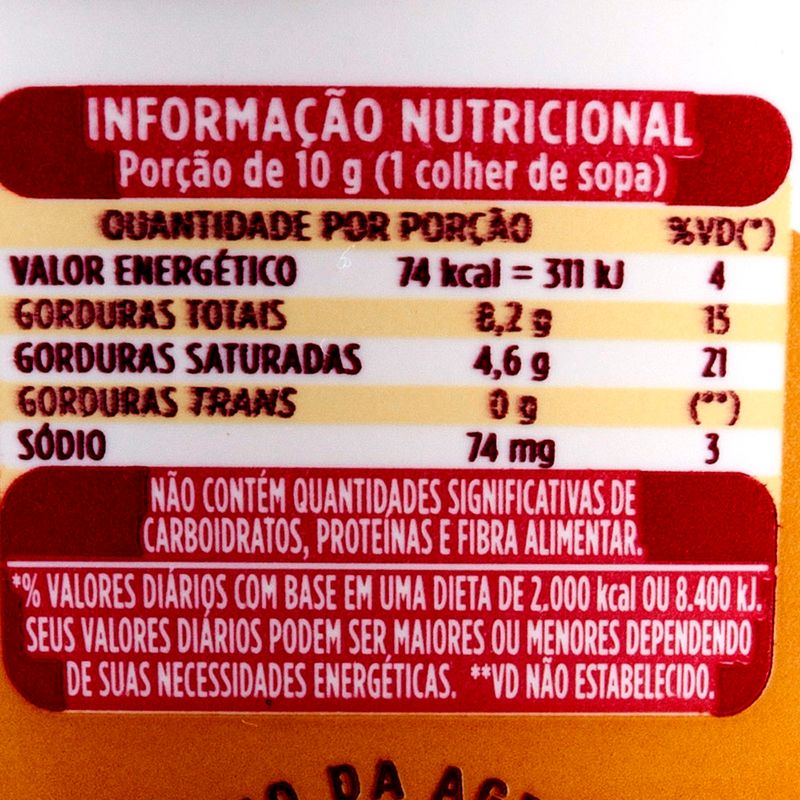 INFORMAÇÃO NUTRICIONAL
Porção de 10 g (1 colher de sopa)
QUANTIDADE POR PORÇÃO %VD(*)
VALOR ENERGÉTICO 74 kcal = 311 kJ 4
GORDURAS TOTAIS 8,2 g 15
GORDURAS SATURADAS 4,6 g 21
GORDURAS TRANS 0 g (**)
SÓDIO 74 mg 3
NÃO CONTÉM QUANTIDADES SIGNIFICATIVAS DE
CARBOIDRATOS, PROTEÍNAS E FIBRA ALIMENTAR.
*% VALORES DIÁRIOS COM BASE EM UMA DIETA DE 2.000 kcal OU 8.400 kJ.
SEUS VALORES DIÁRIOS PODEM SER MAIORES OU MENORES DEPENDENDO
DE SUAS NECESSIDADES ENERGÉTICAS. **VD NÃO ESTABELECIDO.
DA